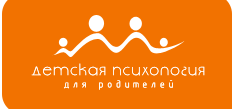 детская психология
для родителей